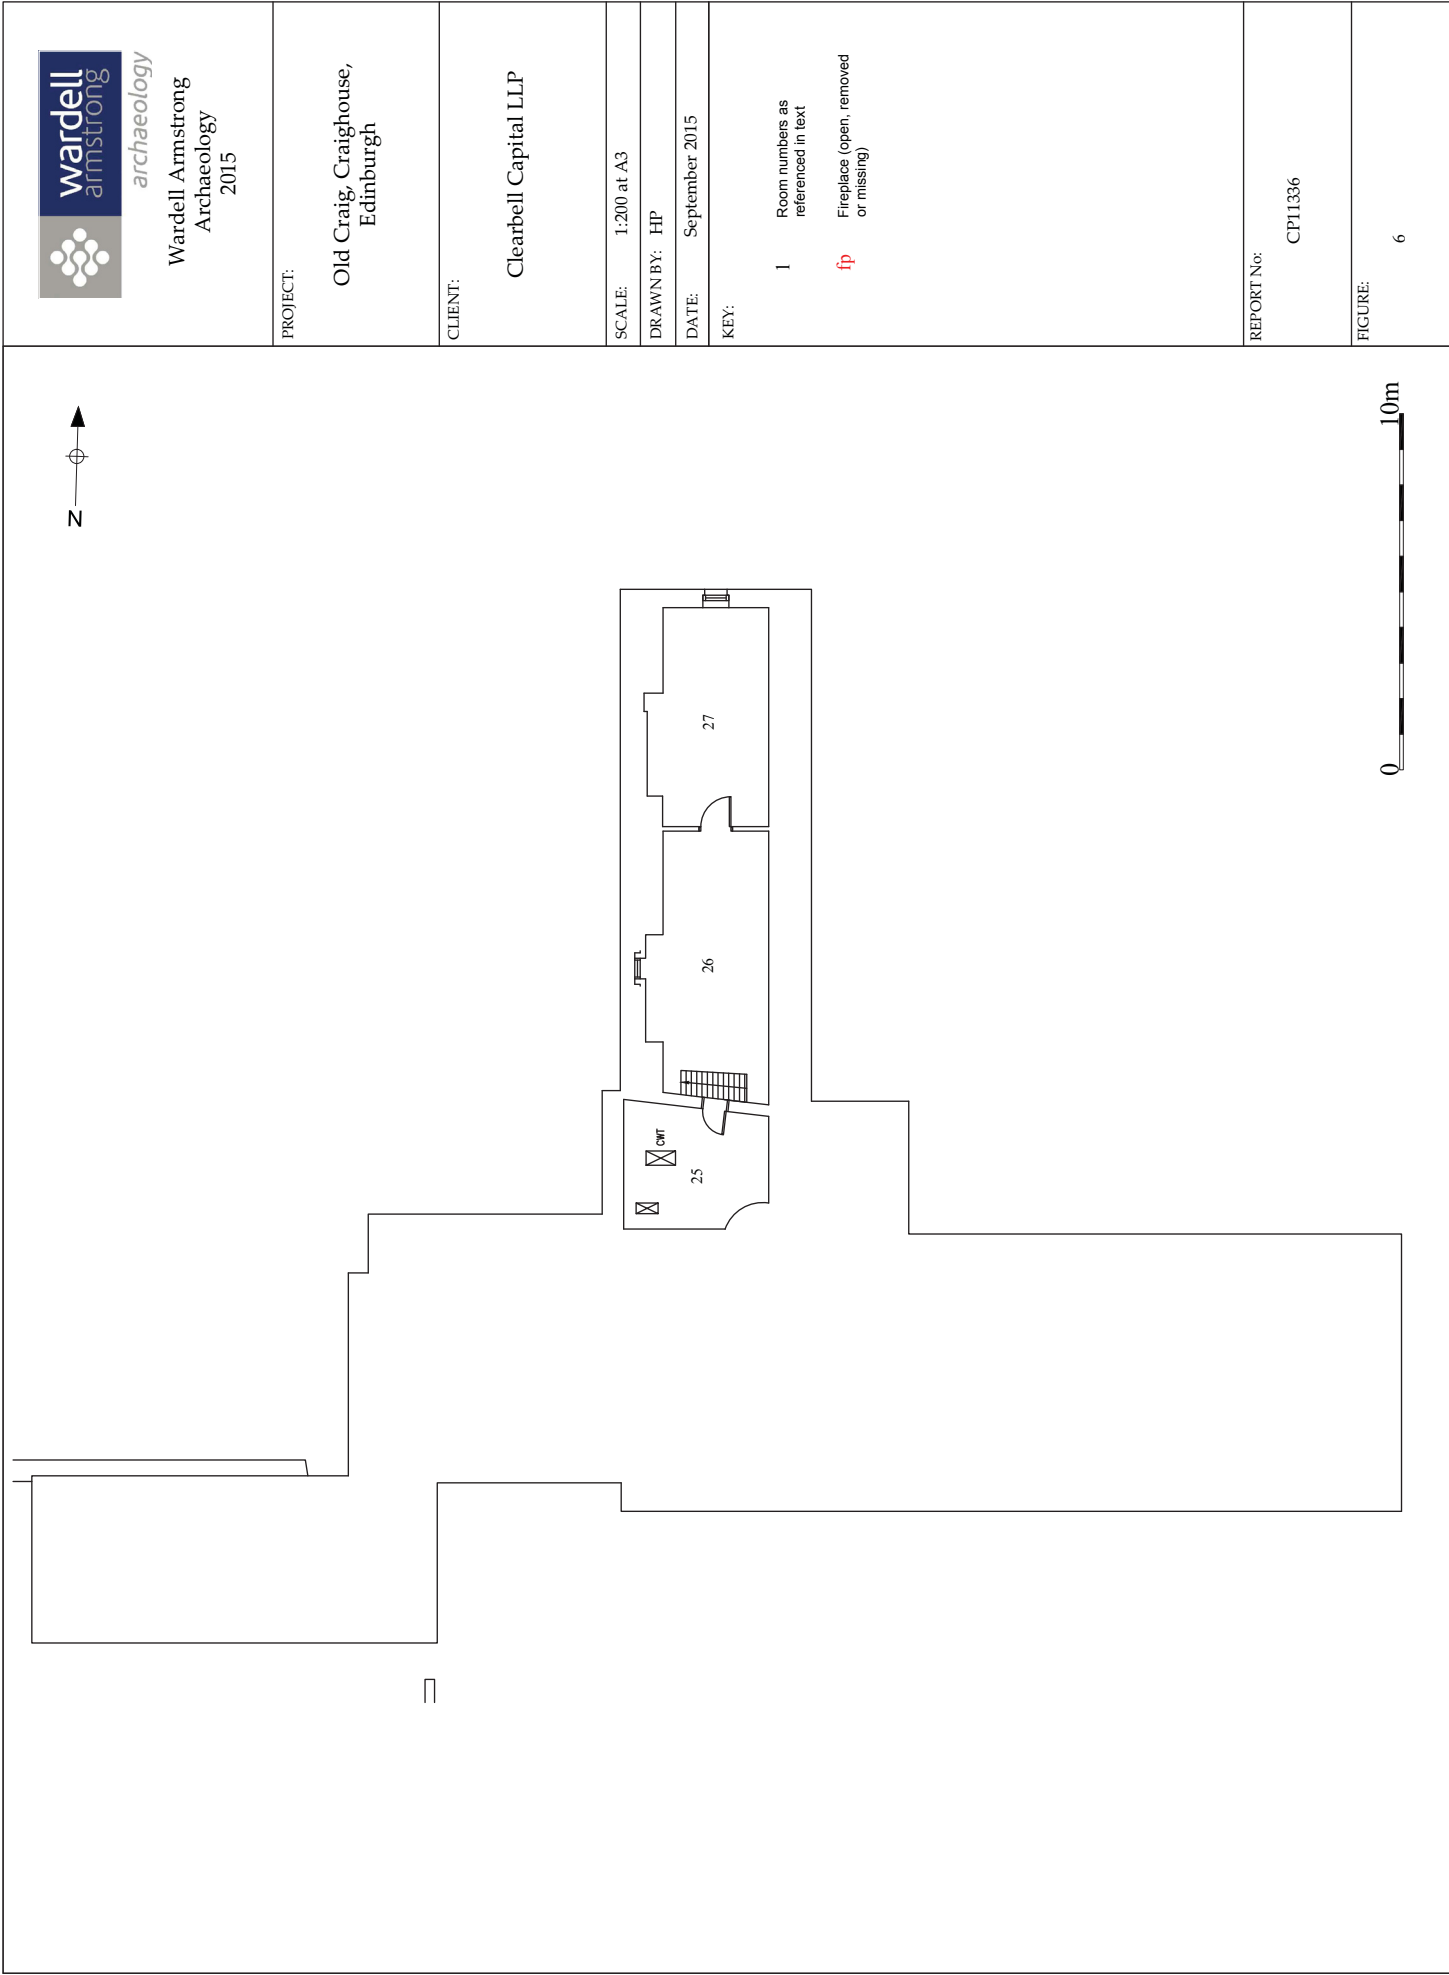 wardell
armstrong
archaeology
Wardell Armstrong
Archaeology
2015
PROJECT:
Old Craig, Craighouse,
Edinburgh
CLIENT:
Clearbell Capital LLP
SCALE: 1:200 at A3
DRAWN BY: HP
DATE: September 2015
KEY:
1 Room numbers as
referenced in text
fp Fireplace (open, removed
or missing)
REPORT No:
CP11336
FIGURE:
6
N
25
CWT
26
27
0 10m